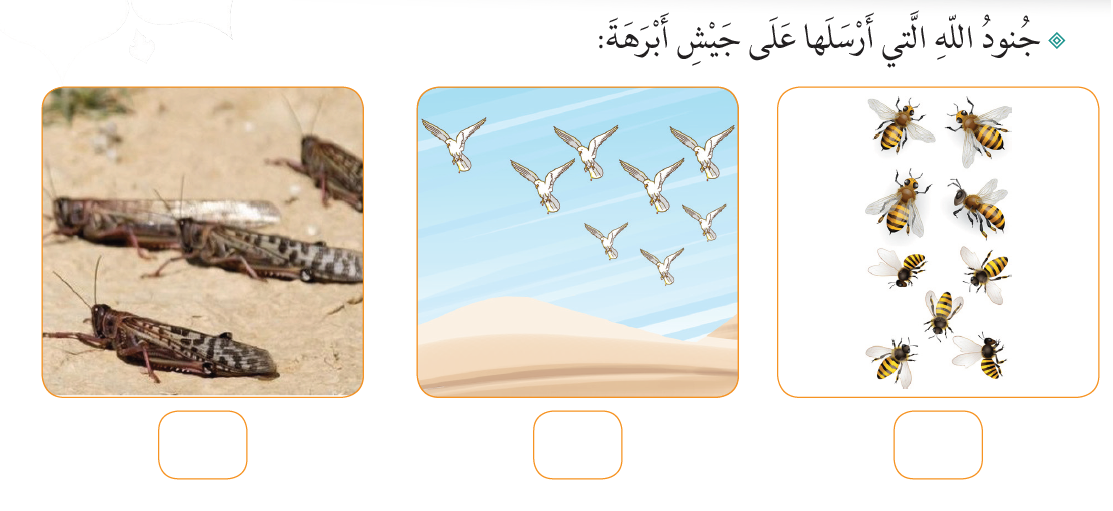 جُنودُ اللّهِ الَّتي أَرْسَلَها عَلَى جَيْشِ أَبْرَهَةَ: